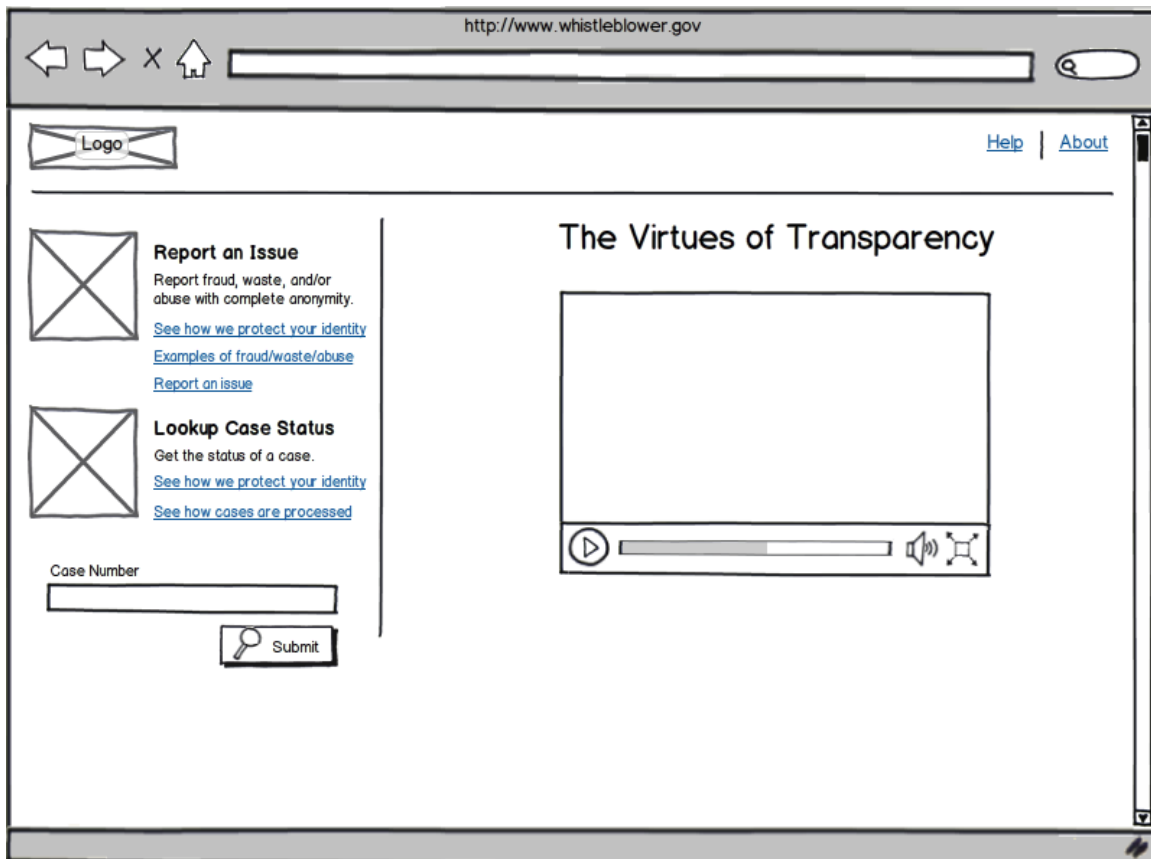 http://www.whistleblower.gov
Logo
Help
About
Report an Issue
Report fraud, waste, and/or
abuse with complete anonymity.
See how we protect your identity
Examples of fraud/waste/abuse
Report an issue
Lookup Case Status
Get the status of a case.
See how we protect your identity
See how cases are processed
Case Number
Submit
The Virtues of Transparency